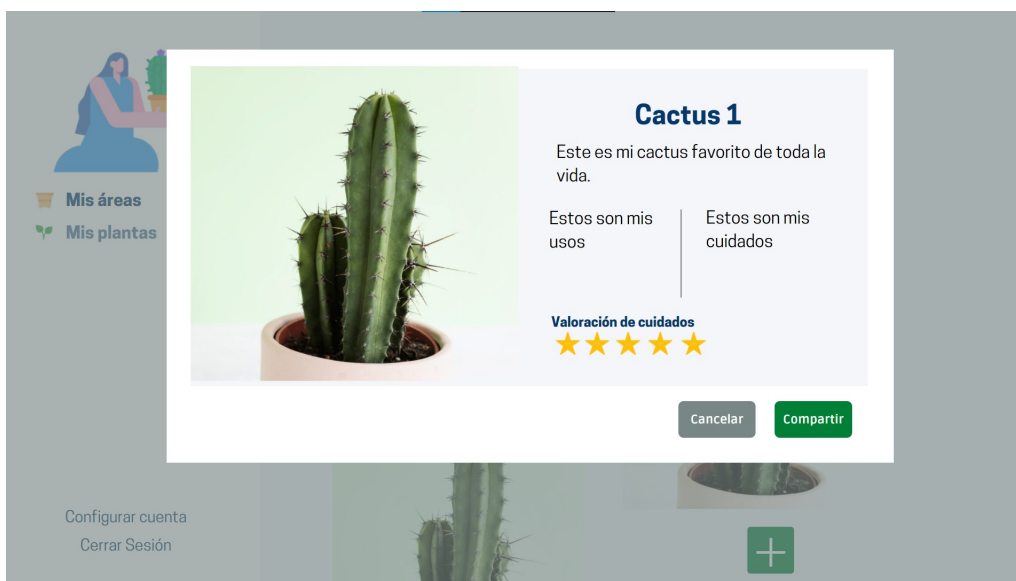 Mis áreas
Mis plantas
Configurar cuenta
Cerrar Sesión
Cactus 1
Este es mi cactus favorito de toda la
vida.
Estos son mis
usos
Estos son mis
cuidados
Valoración de cuidados
Cancelar
Compartir